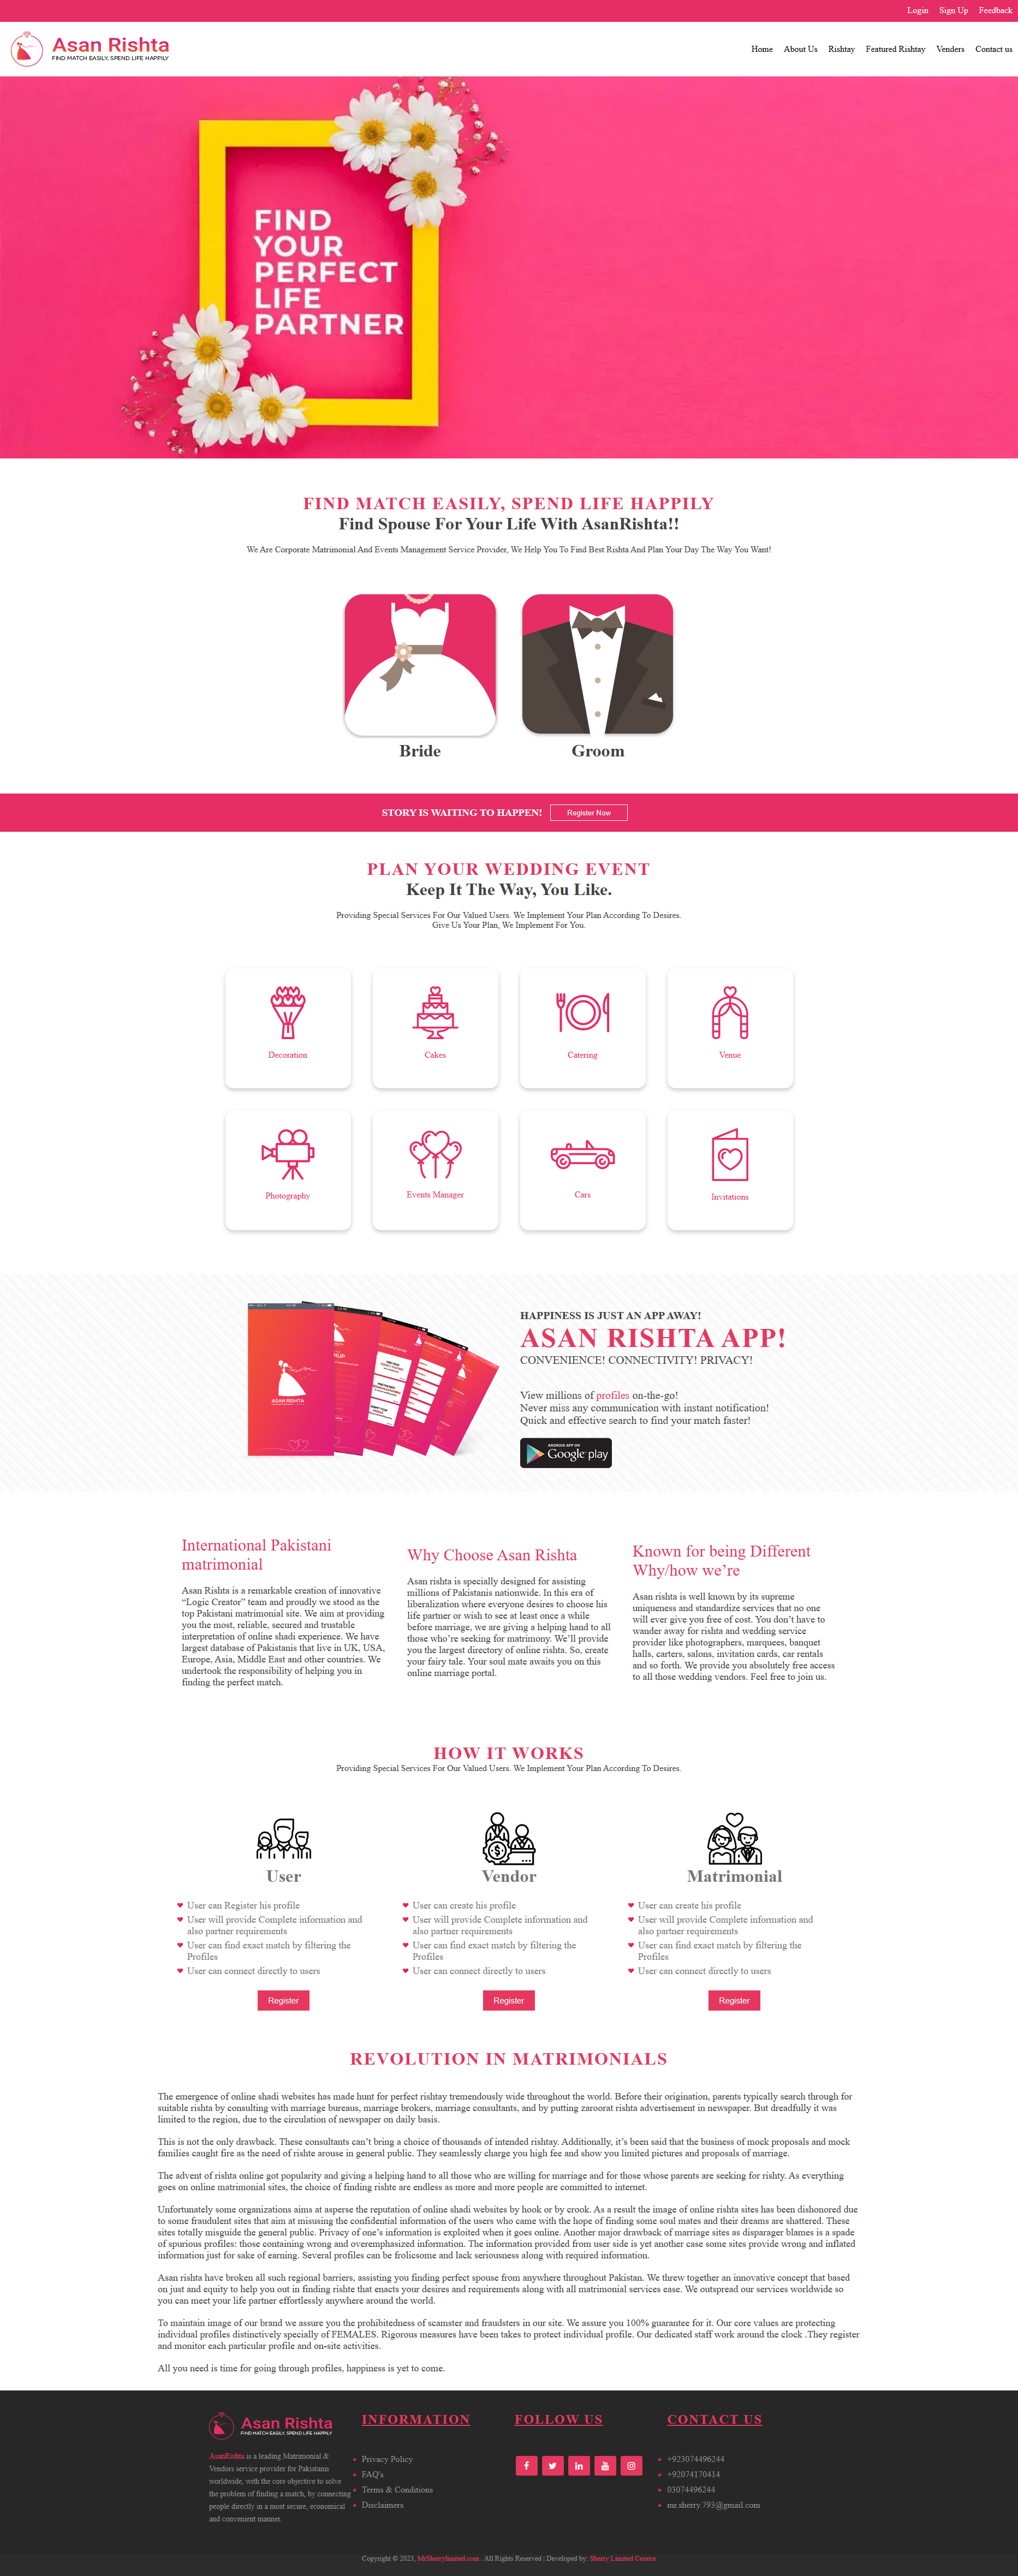 Login Sign Up Feedback
Asan Rishta
FIND MATCH EASILY, SPEND LIFE HAPPILY
Home About Us Rishtay Featured Rishtay Venders Contact us
FIND
YOUR
PERFECT
LIFE
PARTNER
FIND MATCH EASILY, SPEND LIFE HAPPILY
Find Spouse For Your Life With AsanRishta!!
We Are Corporate Matrimonial And Events Management Service Provider, We Help You To Find Best Rishta And Plan Your Day The Way You Want!
Bride Groom
STORY IS WAITING TO HAPPEN! Register Now
PLAN YOUR WEDDING EVENT
Keep It The Way, You Like.
Providing Special Services For Our Valued Users. We Implement Your Plan According To Desires.
Give Us Your Plan, We Implement For You.
Decoration Cakes Catering Venue
Photography Events Manager Cars Invitations
ASAN RISHTA
HAPPINESS IS JUST AN APP AWAY!
ASAN RISHTA APP!
CONVENIENCE! CONNECTIVITY! PRIVACY!
View millions of profiles on-the-go!
Never miss any communication with instant notification!
Quick and effective search to find your match faster!
ANDROID APP ON
Google play
International Pakistani
matrimonial
Asan Rishta is a remarkable creation of innovative
“Logic Creator” team and proudly we stood as the
top Pakistani matrimonial site. We aim at providing
you the most, reliable, secured and trustable
interpretation of online shadi experience. We have
largest database of Pakistanis that live in UK, USA,
Europe, Asia, Middle East and other countries. We
undertook the responsibility of helping you in
finding the perfect match.
Why Choose Asan Rishta
Asan rishta is specially designed for assisting
millions of Pakistanis nationwide. In this era of
liberalization where everyone desires to choose his
life partner or wish to see at least once a while
before marriage, we are giving a helping hand to all
those who’re seeking for matrimony. We’ll provide
you the largest directory of online rishta. So, create
your fairy tale. Your soul mate awaits you on this
online marriage portal.
Known for being Different
Why/how we’re
Asan rishta is well known by its supreme
uniqueness and standardize services that no one
will ever give you free of cost. You don’t have to
wander away for rishta and wedding service
provider like photographers, marquees, banquet
halls, carters, salons, invitation cards, car rentals
and so forth. We provide you absolutely free access
to all those wedding vendors. Feel free to join us.
HOW IT WORKS
Providing Special Services For Our Valued Users. We Implement Your Plan According To Desires.
User
User can Register his profile
User will provide Complete information and
also partner requirements
User can find exact match by filtering the
Profiles
User can connect directly to users
Register
Vendor
User can create his profile
User will provide Complete information and
also partner requirements
User can find exact match by filtering the
Profiles
User can connect directly to users
Register
Matrimonial
User can create his profile
User will provide Complete information and
also partner requirements
User can find exact match by filtering the
Profiles
User can connect directly to users
Register
REVOLUTION IN MATRIMONIALS
The emergence of online shadi websites has made hunt for perfect rishtay tremendously wide throughout the world. Before their origination, parents typically search through for
suitable rishta by consulting with marriage bureaus, marriage brokers, marriage consultants, and by putting zaroorat rishta advertisement in newspaper. But dreadfully it was
limited to the region, due to the circulation of newspaper on daily basis.
This is not the only drawback. These consultants can’t bring a choice of thousands of intended rishtay. Additionally, it’s been said that the business of mock proposals and mock
families caught fire as the need of rishte arouse in general public. They seamlessly charge you high fee and show you limited pictures and proposals of marriage.
The advent of rishta online got popularity and giving a helping hand to all those who are willing for marriage and for those whose parents are seeking for rishty. As everything
goes on online matrimonial sites, the choice of finding rishte are endless as more and more people are committed to internet.
Unfortunately some organizations aims at asperse the reputation of online shadi websites by hook or by crook. As a result the image of online rishta sites has been dishonored due
to some fraudulent sites that aim at misusing the confidential information of the users who came with the hope of finding some soul mates and their dreams are shattered. These
sites totally misguide the general public. Privacy of one’s information is exploited when it goes online. Another major drawback of marriage sites as disparager blames is a spade
of spurious profiles: those containing wrong and overemphasized information. The information provided from user side is yet another case some sites provide wrong and inflated
information just for sake of earning. Several profiles can be frolicsome and lack seriousness along with required information.
Asan rishta have broken all such regional barriers, assisting you finding perfect spouse from anywhere throughout Pakistan. We threw together an innovative concept that based
on just and equity to help you out in finding rishte that enacts your desires and requirements along with all matrimonial services ease. We outspread our services worldwide so
you can meet your life partner effortlessly anywhere around the world.
To maintain image of our brand we assure you the prohibitedness of scamster and fraudsters in our site. We assure you 100% guarantee for it. Our core values are protecting
individual profiles distinctively specially of FEMALES. Rigorous measures have been takes to protect individual profile. Our dedicated staff work around the clock .They register
and monitor each particular profile and on-site activities.
All you need is time for going through profiles, happiness is yet to come.
Asan Rishta
FIND MATCH EASILY, SPEND LIFE HAPPILY
AsanRishta is a leading Matrimonial &
Vendors service provider for Pakistanis
worldwide, with the core objective to solve
the problem of finding a match, by connecting
people directly in a most secure, economical
and convenient manner.
INFORMATION
Privacy Policy
FAQ's
Terms & Conditions
Disclaimers
FOLLOW US
CONTACT US
+923074496244
+92074170414
03074496244
mr.sherry.793@gmail.com
Copyright © 2023, MrSherrylimited.com . All Rights Reserved | Developed by: Sherry Limited Creator